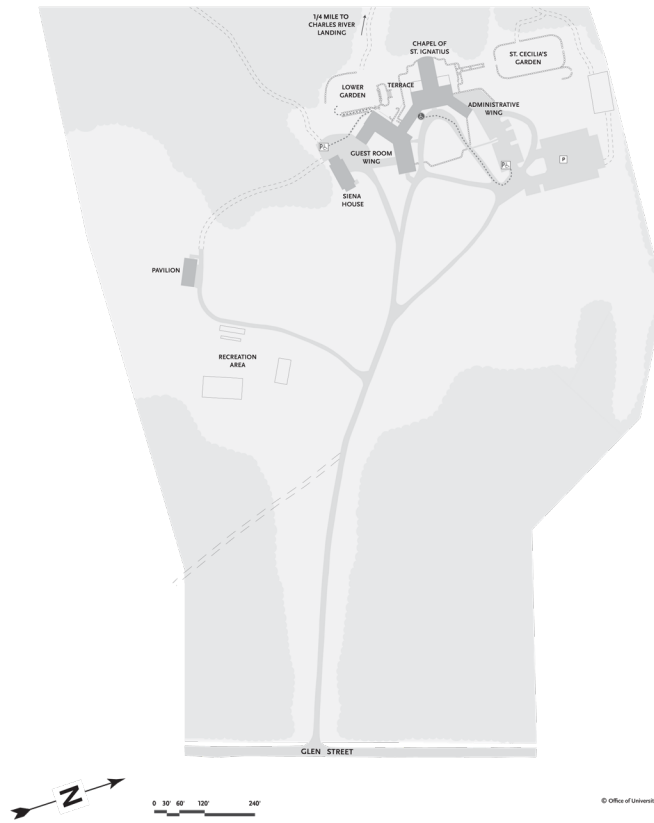 1/4 MILE TO
CHARLES RIVER
LANDING
CHAPEL OF
ST. IGNATIUS
ST. CECILIA'S
GARDEN
LOWER
GARDEN
TERRACE
ADMINISTRATIVE
WING
P
P
P
GUEST ROOM
WING
SIENA
HOUSE
PAVILION
RECREATION
AREA
GLEN STREET
N
0 30' 60' 120' 240'
© Office of Universit